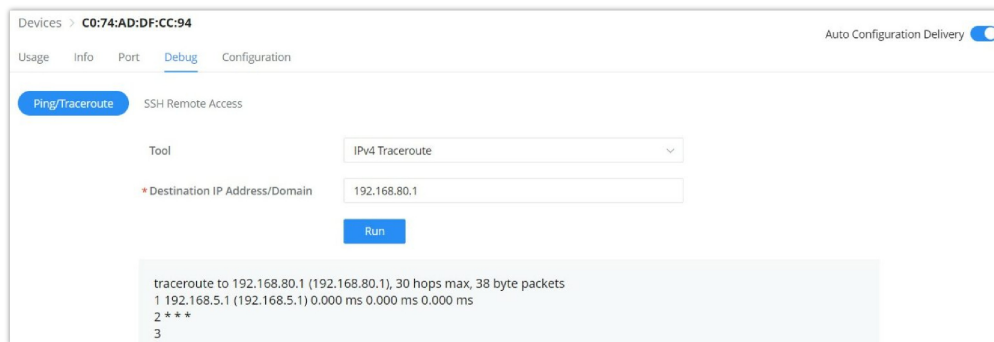 Devices > C0:74:AD:DF:CC:94
Auto Configuration Delivery
Usage Info Port Debug Configuration
Ping/Traceroute SSH Remote Access
Tool IPv4 Traceroute
* Destination IP Address/Domain 192.168.80.1
Run
traceroute to 192.168.80.1 (192.168.80.1), 30 hops max, 38 byte packets
1 192.168.5.1 (192.168.5.1) 0.000 ms 0.000 ms 0.000 ms
2 * * *
3